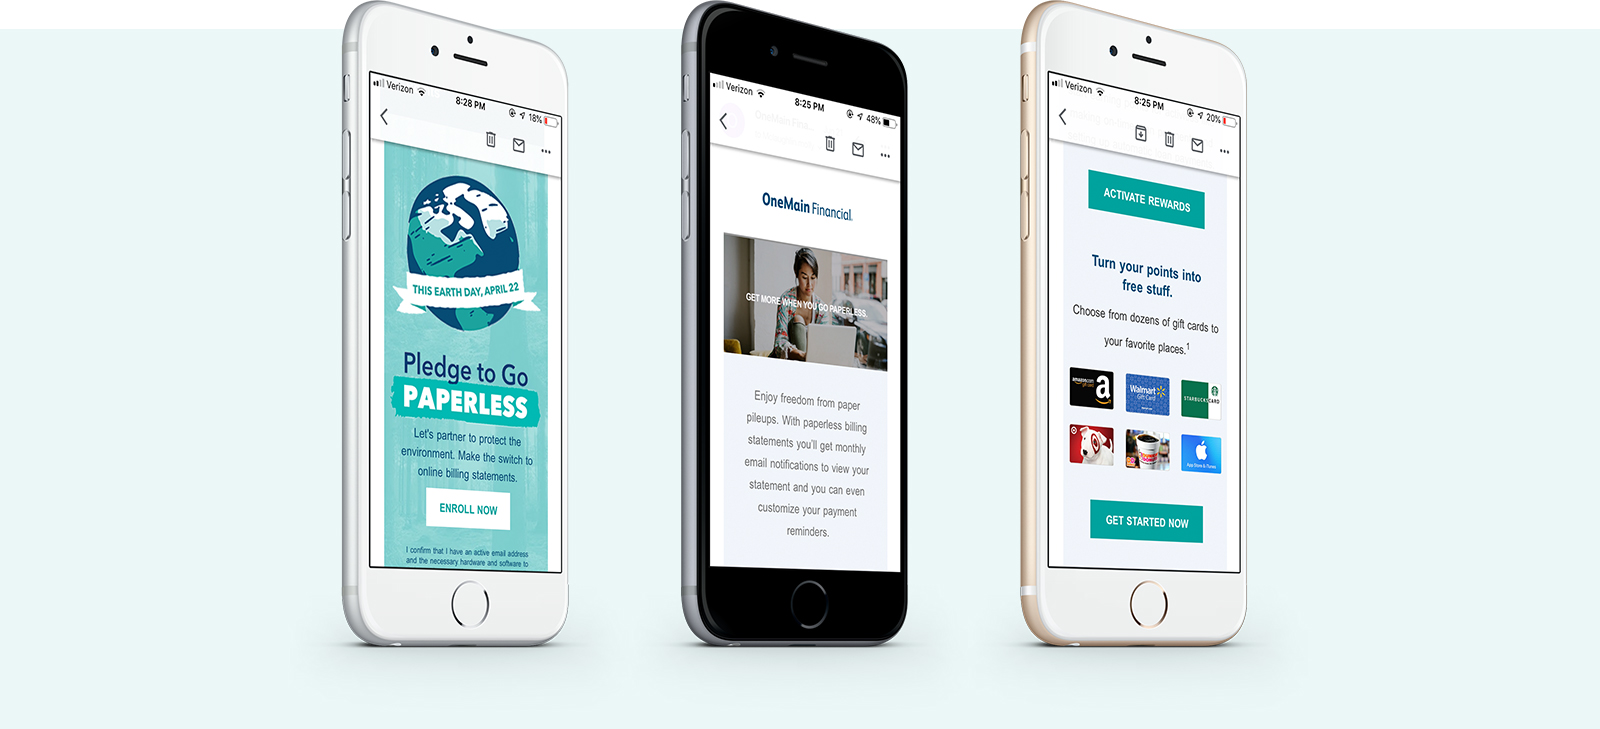 Verizon
8:28 PM
18%
THIS EARTH DAY, APRIL 22
Pledge to Go
PAPERLESS
Let's partner to protect the
environment. Make the switch to
online billing statements.
ENROLL NOW
I confirm that I have an active email address
and the necessary hardware and software to
Verizon
8:25 PM
48%
OneMain Fina...
OneMain Financial.
GET MORE WHEN YOU GO PAPERLESS.
Enjoy freedom from paper
pileups. With paperless billing
statements you'll get monthly
email notifications to view your
statement and you can even
customize your payment
reminders.
Verizon
8:25 PM
20%
ACTIVATE REWARDS
Turn your points into
free stuff.
Choose from dozens of gift cards to
your favorite places.1
amazon.com
a
Walmart
Gift Card
STARBUCKS CARD
App Store & iTunes
GET STARTED NOW